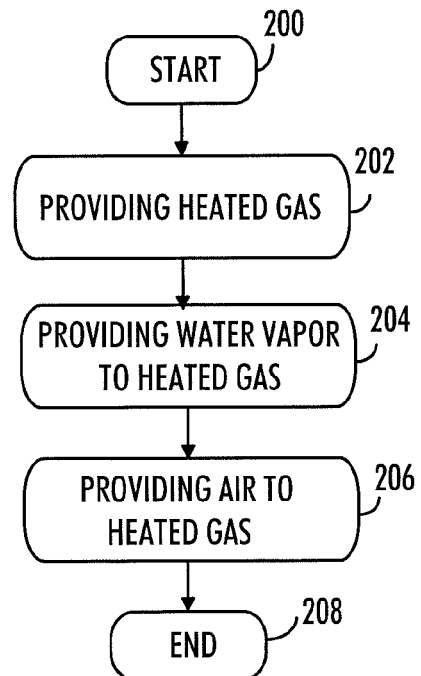 200
START
202
PROVIDING HEATED GAS
204
PROVIDING WATER VAPOR
TO HEATED GAS
206
PROVIDING AIR TO
HEATED GAS
208
END